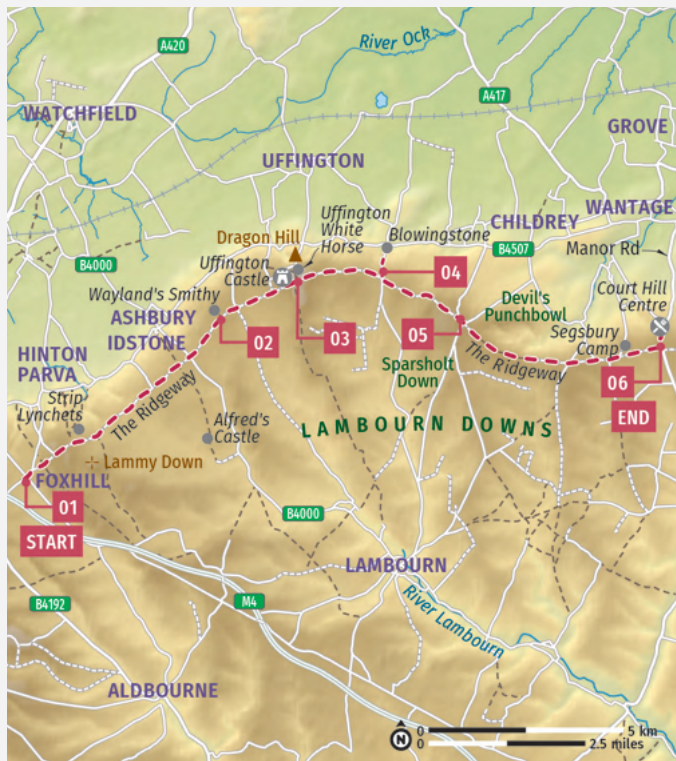 A420
River Ock
A417
WATCHFIELD
GROVE
UFFINGTON
Uffington
White
Horse
Dragon Hill
Blowingstone
CHILDREY
WANTAGE
B4507
Manor Rd
B4000
Uffington
Castle
04
Court Hill
Centre
Wayland's Smithy
ASHBURY
IDSTONE
02
03
05
Devil's
Punchbowl
Segsbury
Camp
HINTON
PARVA
The Ridgeway
Sparsholt
Down
06
END
Strip
Lynchets
The Ridgeway
Alfred's
Castle
LAMBOURN DOWNS
Lammy Down
FOXHILL
01
START
B4000
LAMBOURN
B4192
M4
River Lambourn
ALDBOURNE
N
0
5 km
0
2.5 miles